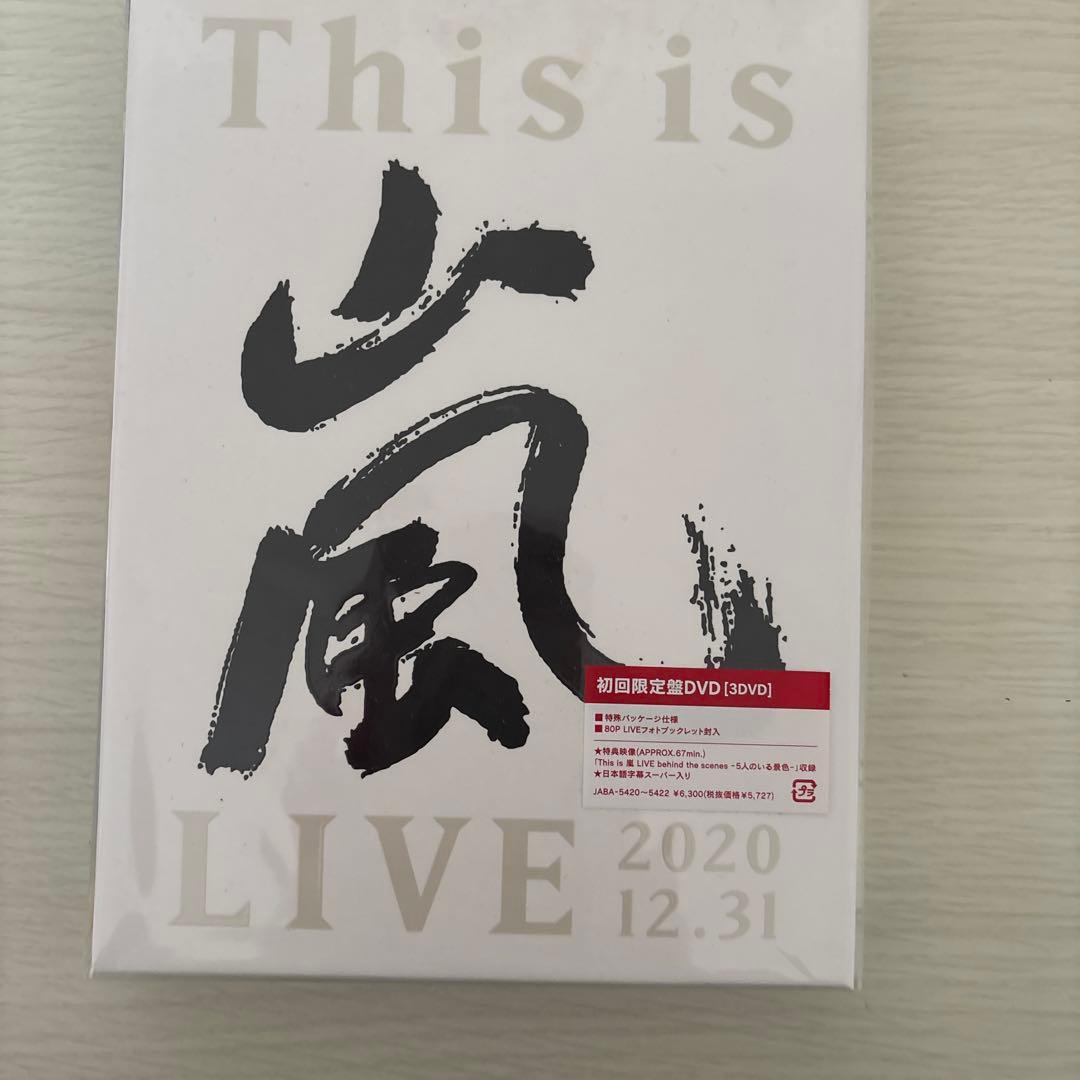 This is
嵐
初回限定盤DVD [3DVD]
■特殊パッケージ仕様
■80P LIVEフォトブックレット封入
★特典映像(APPROX.67min.)
「This is 嵐 LIVE behind the scenes -5人のいる景色-」収録
★日本語字幕スーパー入り
JABA-5420〜5422 ¥6,300(税抜価格¥5,727)
プラ
LIVE 2020
12.31